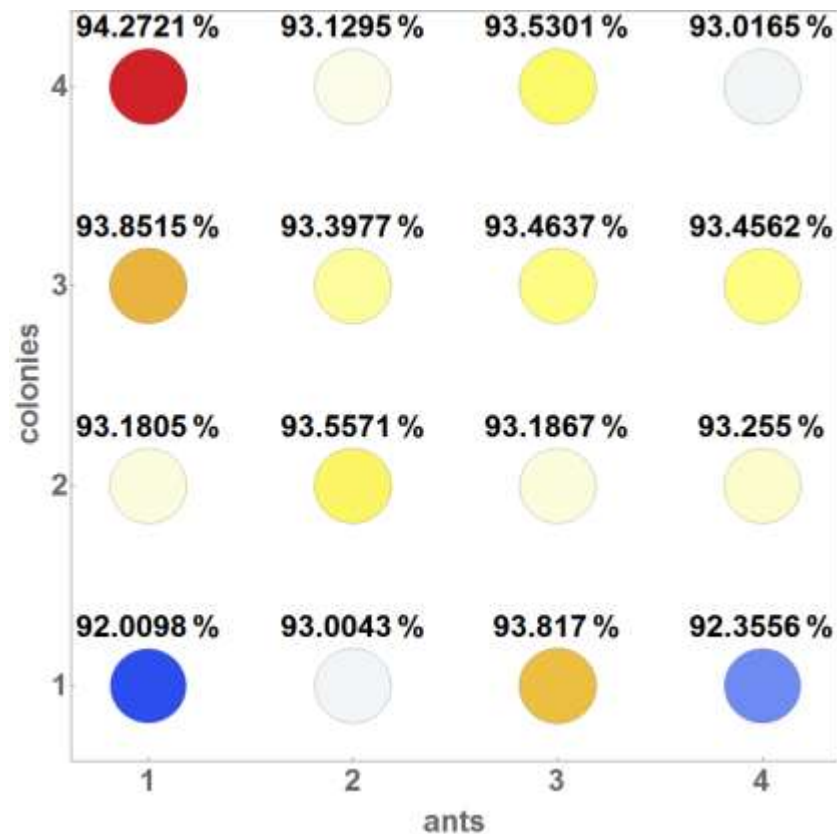 94.2721 % 93.1295 % 93.5301 % 93.0165 %
4
93.8515 % 93.3977 % 93.4637 % 93.4562 %
3
colonies
93.1805 % 93.5571 % 93.1867 % 93.255 %
2
92.0098 % 93.0043 % 93.817 % 92.3556 %
1
1 2 3 4
ants